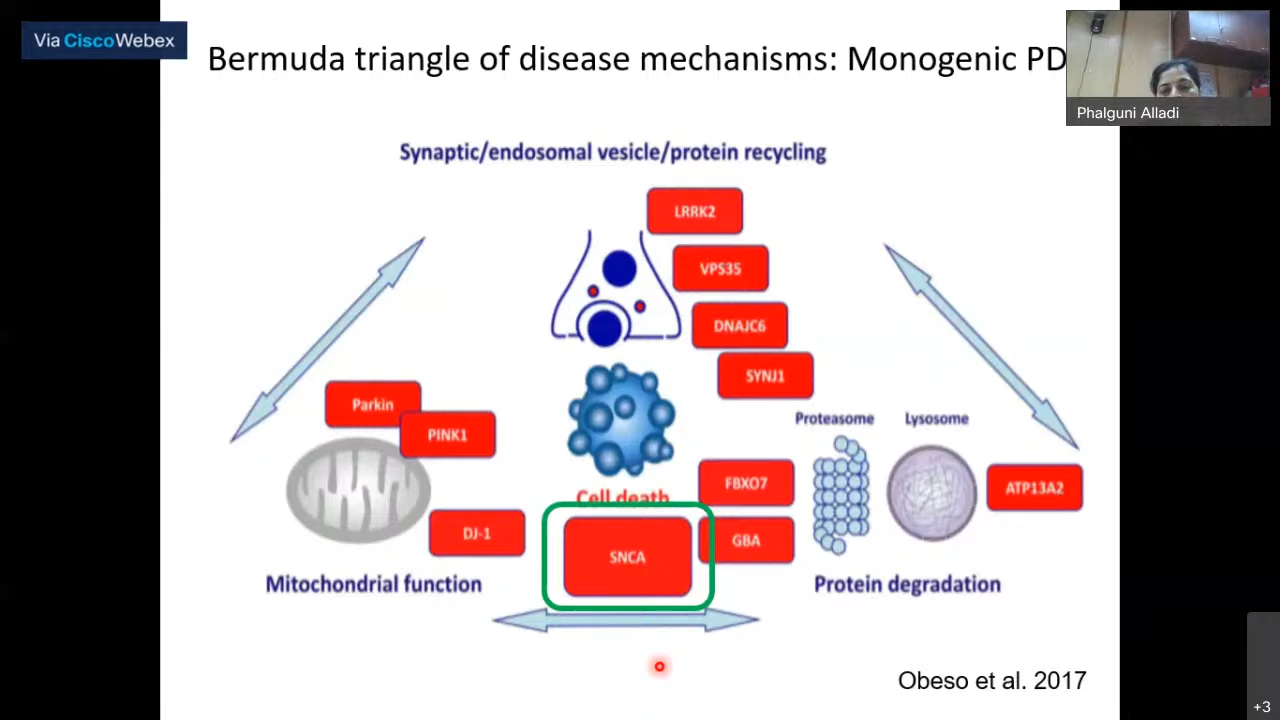 Via CiscoWebex
Bermuda triangle of disease mechanisms: Monogenic PD
Phalguni Alladi
Synaptic/endosomal vesicle/protein recycling
LRRK2
VPS35
DNAJC6
SYNJ1
Parkin
PINK1
Proteasome
Lysosome
FBXO7
ATP13A2
Cell death
DJ-1
SNCA
GBA
Mitochondrial function
Protein degradation
Obeso et al. 2017
+3